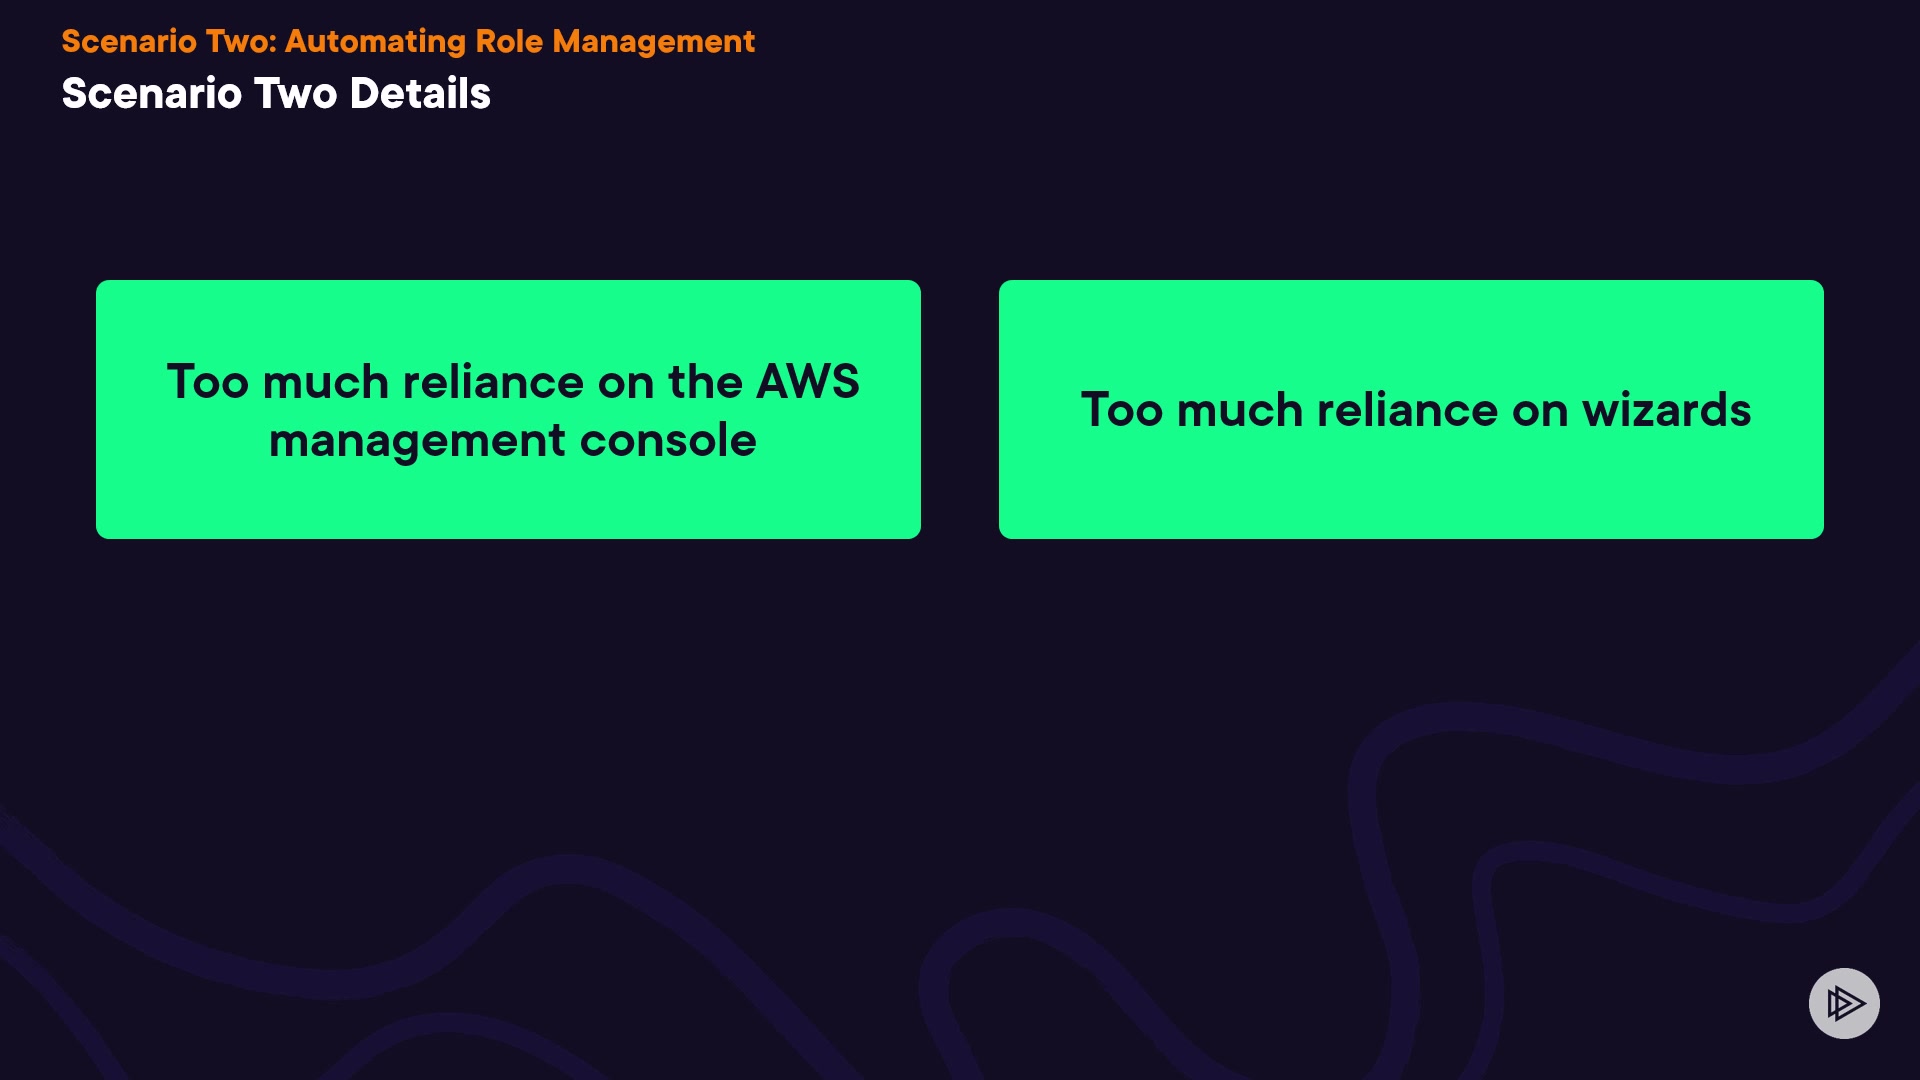 Scenario Two: Automating Role Management
Scenario Two Details
Too much reliance on the AWS
management console
Too much reliance on wizards